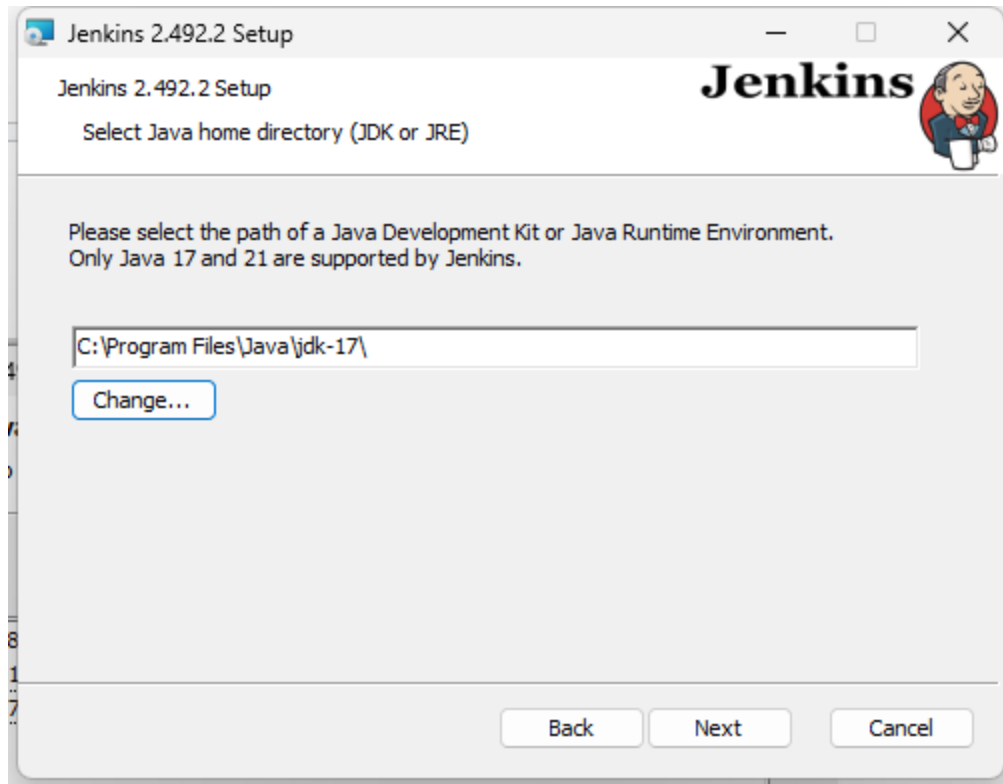 Jenkins 2.492.2 Setup
Jenkins 2.492.2 Setup
Jenkins
Select Java home directory (JDK or JRE)
Please select the path of a Java Development Kit or Java Runtime Environment.
Only Java 17 and 21 are supported by Jenkins.
C:\Program Files\Java\jdk-17\
Change...
Back
Next
Cancel